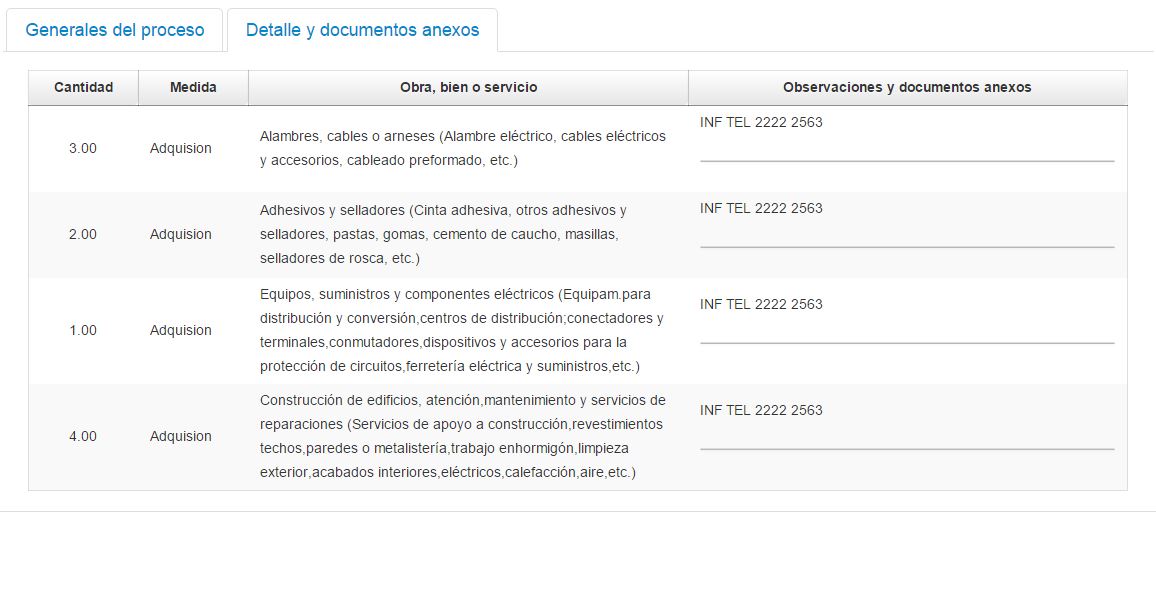 Generales del proceso
Detalle y documentos anexos
Cantidad Medida Obra, bien o servicio Observaciones y documentos anexos
3.00 Adquision
Alambres, cables o arneses (Alambre eléctrico, cables eléctricos
y accesorios, cableado preformado, etc.)
INF TEL 2222 2563
2.00 Adquision
Adhesivos y selladores (Cinta adhesiva, otros adhesivos y
selladores, pastas, gomas, cemento de caucho, masillas,
selladores de rosca, etc.)
INF TEL 2222 2563
1.00 Adquision
Equipos, suministros y componentes eléctricos (Equipam.para
distribución y conversión,centros de distribución;conectadores y
terminales,conmutadores,dispositivos y accesorios para la
protección de circuitos,ferretería eléctrica y suministros,etc.)
INF TEL 2222 2563
4.00 Adquision
Construcción de edificios, atención,mantenimiento y servicios de
reparaciones (Servicios de apoyo a construcción,revestimientos
techos,paredes o metalistería,trabajo enhormigón,limpieza
exterior,acabados interiores,eléctricos,calefacción,aire,etc.)
INF TEL 2222 2563